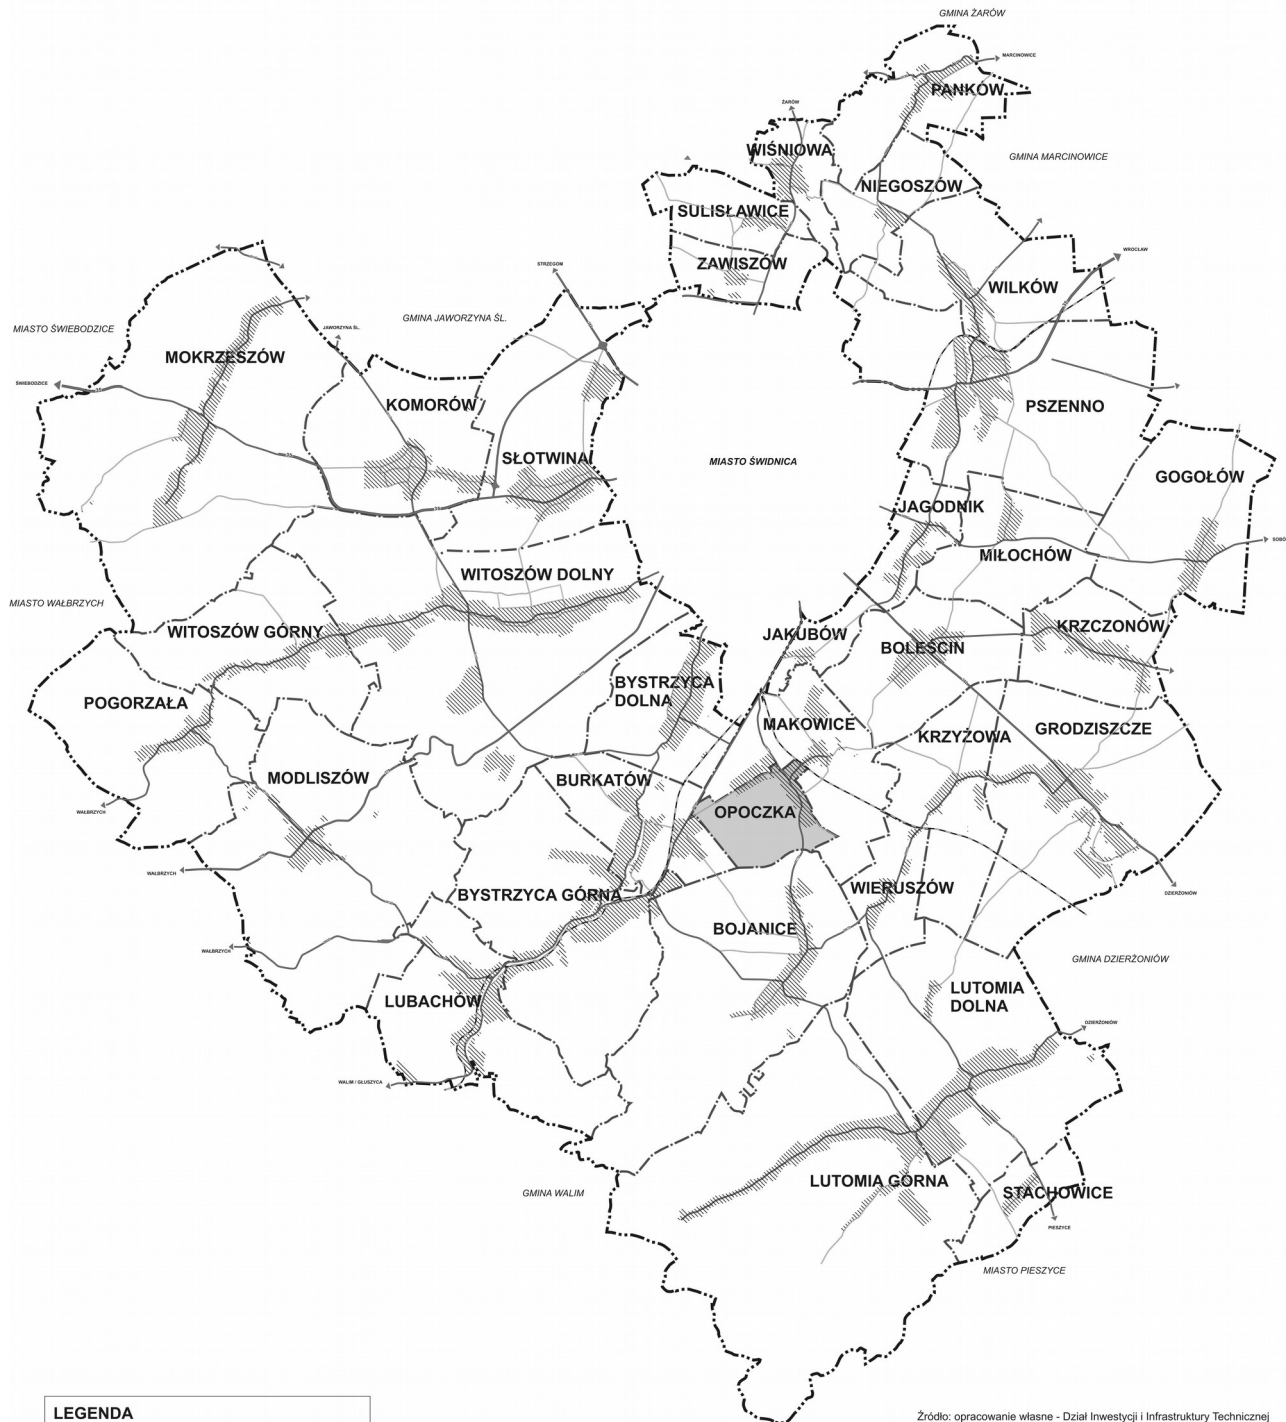 GMINA ŻARÓW
MARCINOWICE
PANKÓW
ŻARÓW
WIŚNIOWA
GMINA MARCINOWICE
NIEGOSZÓW
SULISŁAWICE
ZAWISZÓW
WROCŁAW
STRZEGOM
WILKÓW
MIASTO ŚWIEBODZICE
GMINA JAWORZYNA ŚL.
JAWORZYNA ŚL.
MOKRZESZÓW
ŚWIEBODZICE
KOMORÓW
PSZENNO
SŁOTWINA
MIASTO ŚWIDNICA
GOGOŁÓW
JAGODNIK
SOBÓ
MIŁOCHÓW
WITOSZÓW DOLNY
MIASTO WAŁBRZYCH
WITOSZÓW GÓRNY
JAKUBÓW
KRZCZONÓW
BOLEŚCIN
BYSTRZYCA
DOLNA
POGORZAŁA
MAKOWICE
KRZYŻOWA
GRODZISZCZE
MODLISZÓW
BURKATÓW
OPOCZKA
WAŁBRZYCH
WAŁBRZYCH
WIERUSZÓW
DZIERŻONIÓW
BYSTRZYCA GÓRNA
BOJANICE
WAŁBRZYCH
GMINA DZIERŻONIÓW
LUBACHÓW
LUTOMIA
DOLNA
DZIERŻONIÓW
WALIM / GŁUSZYCA
LUTOMIA GÓRNA
GMINA WALIM
STACHOWICE
PIESZYCE
MIASTO PIESZYCE
LEGENDA
Źródło: opracowanie własne - Dział Inwestycji i Infrastruktury Technicznej